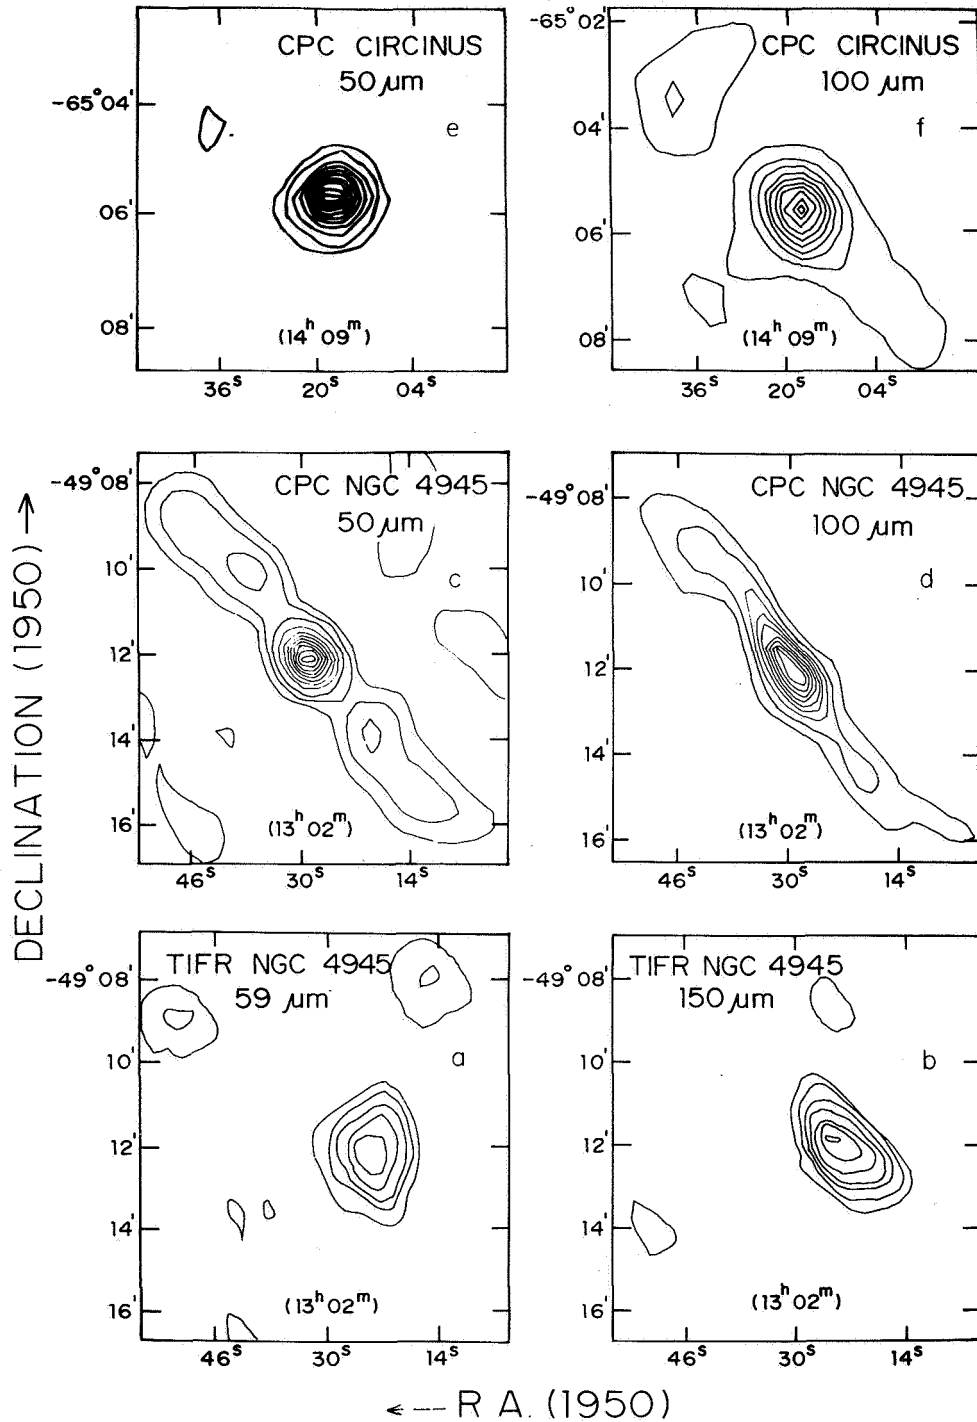 CPC CIRCINUS
50 μm
-65° 04'
06'
08'
e
(14ʰ 09ᵐ)
36ˢ 20ˢ 04ˢ
-65° 02'
CPC CIRCINUS
100 μm
04'
06'
08'
f
(14ʰ 09ᵐ)
36ˢ 20ˢ 04ˢ
-49° 08'
CPC NGC 4945
50 μm
10'
12'
14'
16'
c
(13ʰ 02ᵐ)
46ˢ 30ˢ 14ˢ
-49° 08'
CPC NGC 4945
100 μm
10'
12'
14'
16'
d
(13ʰ 02ᵐ)
46ˢ 30ˢ 14ˢ
-49° 08'
TIFR NGC 4945
59 μm
10'
12'
14'
16'
a
(13ʰ 02ᵐ)
46ˢ 30ˢ 14ˢ
-49° 08'
TIFR NGC 4945
150 μm
10'
12'
14'
16'
b
(13ʰ 02ᵐ)
46ˢ 30ˢ 14ˢ
DECLINATION (1950) →
← R A. (1950)